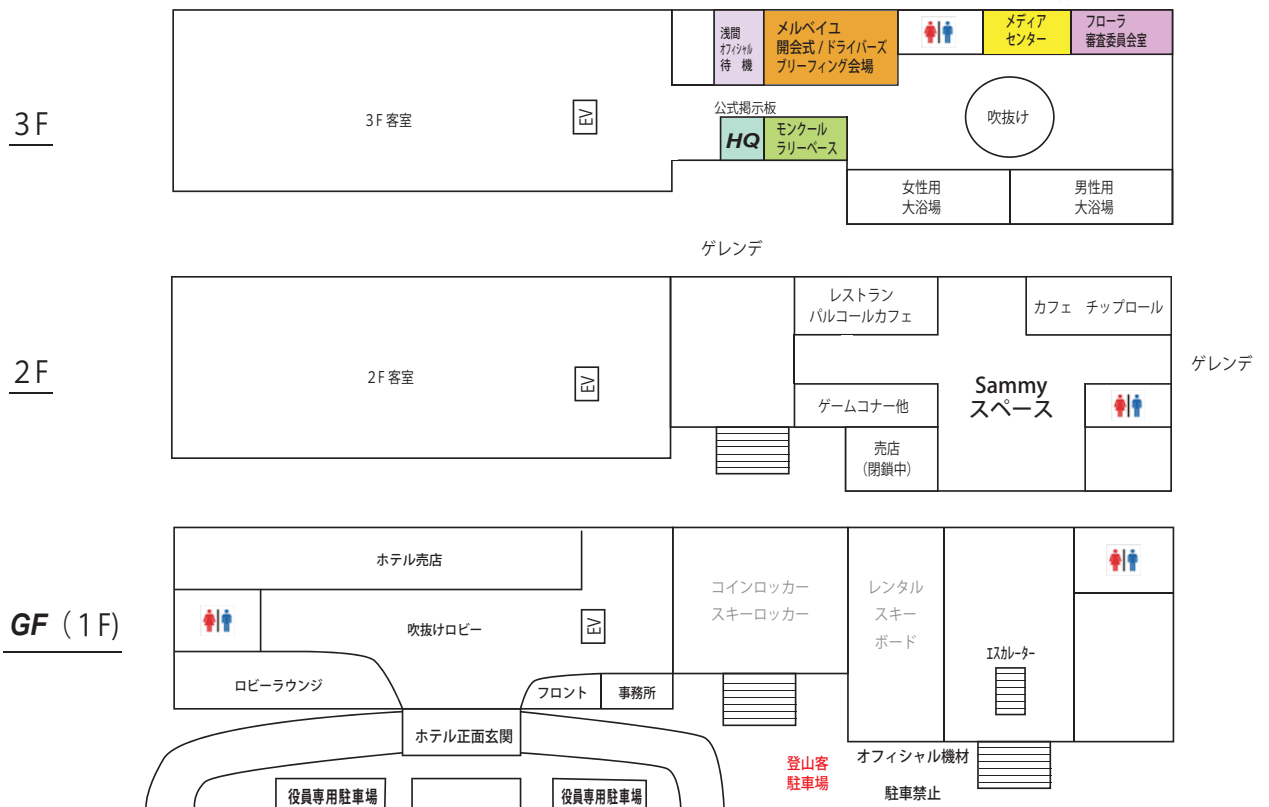 3F
3F 客室
EV
浅間
オフィシャル
待 機
メルベイユ
開会式 / ドライバーズ
ブリーフィング会場
メディア
センター
フローラ
審査委員会室
公式掲示板
HQ
モンクール
ラリーベース
吹抜け
女性用
大浴場
男性用
大浴場
ゲレンデ
2F
2F 客室
EV
レストラン
パルコールカフェ
カフェ チップロール
ゲームコナー他
Sammy
スペース
売店
(閉鎖中)
ゲレンデ
GF(1F)
ホテル売店
吹抜けロビー
EV
ロビーラウンジ
フロント
事務所
ホテル正面玄関
コインロッカー
スキーロッカー
レンタル
スキー
ボード
エスカレーター
登山客
駐車場
オフィシャル機材
駐車禁止
役員専用駐車場
役員専用駐車場